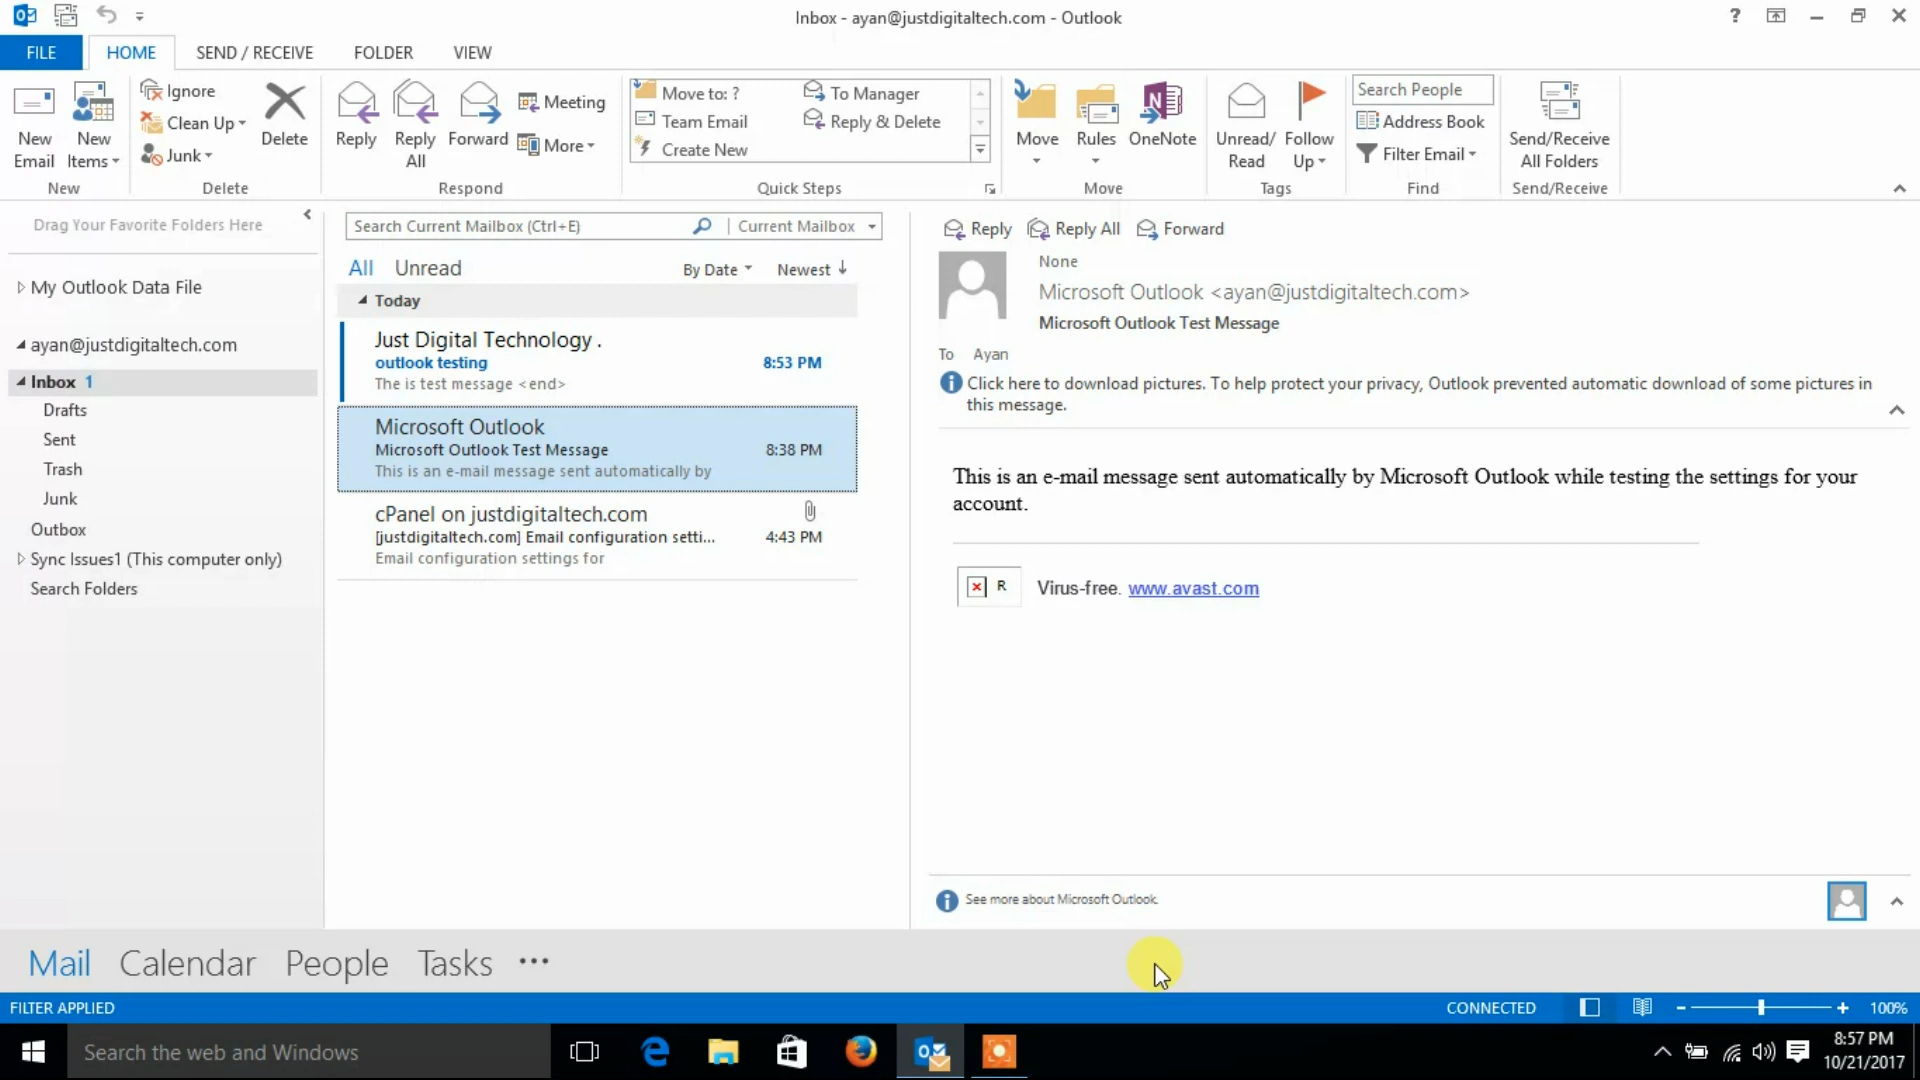 Inbox - ayan@justdigitaltech.com - Outlook
?
FILE
HOME
SEND / RECEIVE
FOLDER
VIEW
New Email
New Items
New
Ignore
Clean Up
Junk
Delete
Delete
Reply
Reply All
Forward
Meeting
More
Respond
Move to: ?
Team Email
Create New
To Manager
Reply & Delete
Quick Steps
Move
Rules
OneNote
Move
Unread/ Read
Follow Up
Tags
Search People
Address Book
Filter Email
Find
Send/Receive All Folders
Send/Receive
Drag Your Favorite Folders Here
My Outlook Data File
ayan@justdigitaltech.com
Inbox 1
Drafts
Sent
Trash
Junk
Outbox
Sync Issues1 (This computer only)
Search Folders
Search Current Mailbox (Ctrl+E)
Current Mailbox
All Unread
By Date Newest
Today
Just Digital Technology .
outlook testing 8:53 PM
The is test message <end>
Microsoft Outlook
Microsoft Outlook Test Message 8:38 PM
This is an e-mail message sent automatically by
cPanel on justdigitaltech.com
[justdigitaltech.com] Email configuration setti... 4:43 PM
Email configuration settings for
Reply Reply All Forward
None
Microsoft Outlook <ayan@justdigitaltech.com>
Microsoft Outlook Test Message
To Ayan
Click here to download pictures. To help protect your privacy, Outlook prevented automatic download of some pictures in
this message.
This is an e-mail message sent automatically by Microsoft Outlook while testing the settings for your
account.
R
Virus-free. www.avast.com
See more about Microsoft Outlook.
Mail Calendar People Tasks ...
FILTER APPLIED
CONNECTED
100%
Search the web and Windows
8:57 PM
10/21/2017